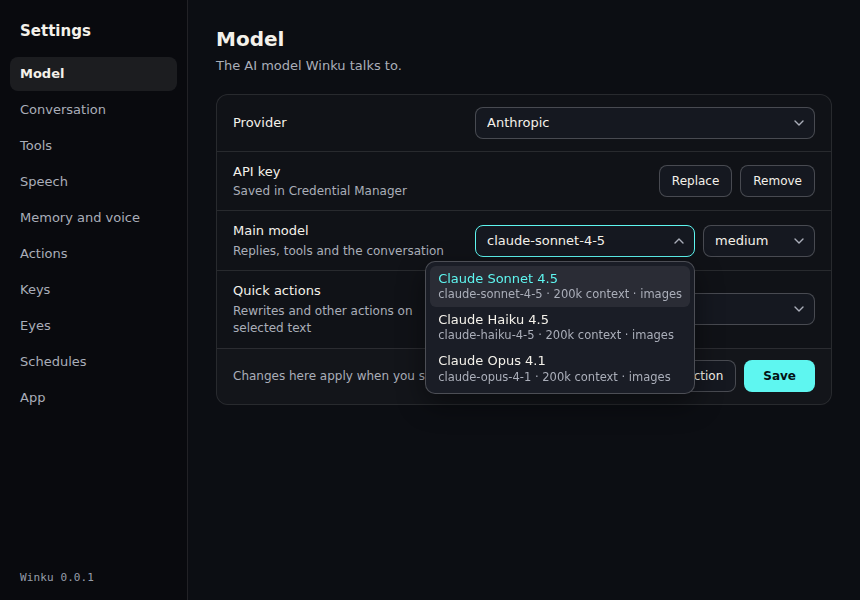 Settings
Model
Conversation
Tools
Speech
Memory and voice
Actions
Keys
Eyes
Schedules
App
Winku 0.0.1
Model
The AI model Winku talks to.
Provider
Anthropic
API key
Saved in Credential Manager
Replace
Remove
Main model
Replies, tools and the conversation
claude-sonnet-4-5
medium
Claude Sonnet 4.5
claude-sonnet-4-5 · 200k context · images
Claude Haiku 4.5
claude-haiku-4-5 · 200k context · images
Claude Opus 4.1
claude-opus-4-1 · 200k context · images
Quick actions
Rewrites and other actions on
selected text
Changes here apply when you s
ction
Save